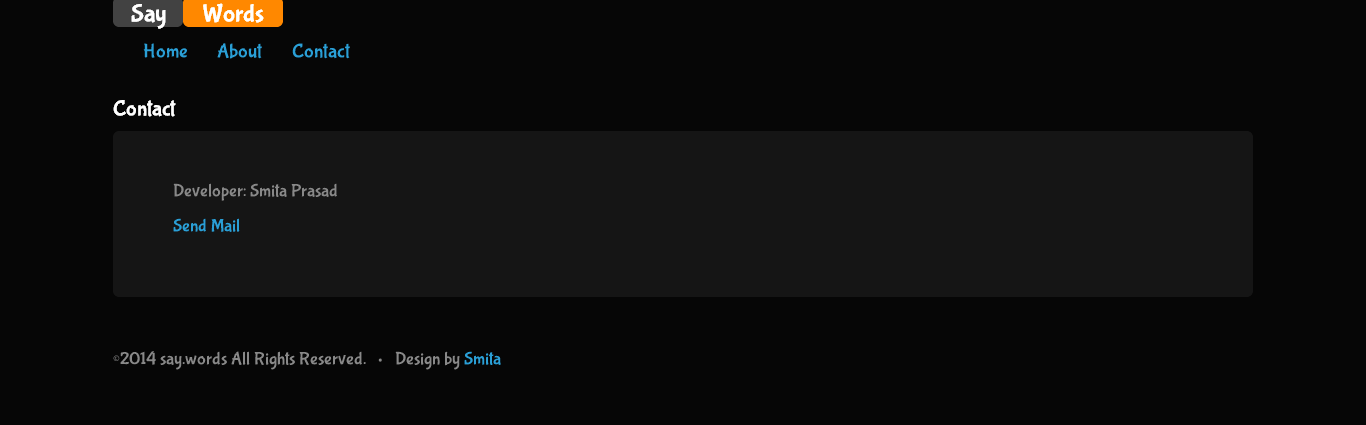 Say Words
Home About Contact
Contact
Developer: Smita Prasad
Send Mail
©2014 say.words All Rights Reserved. • Design by Smita